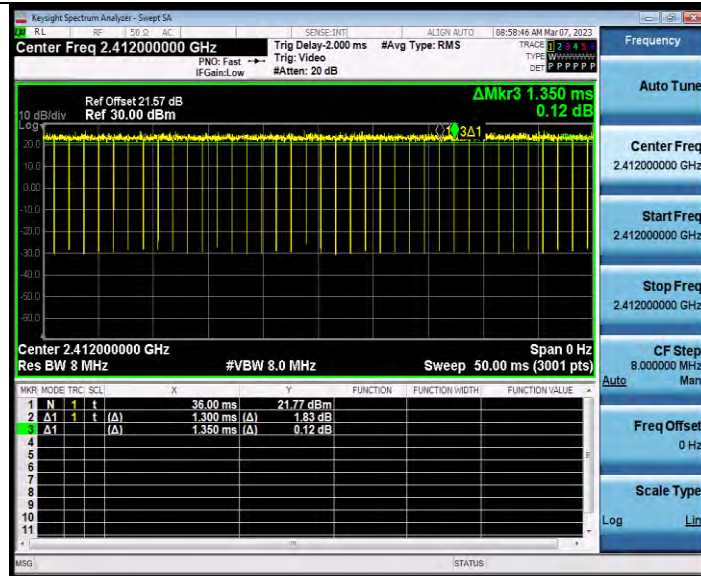 Keysight Spectrum Analyzer - Swept SA
LXI RL RF 50 Ω AC SENSE:INT ALIGN AUTO 08:58:46 AM Mar 07, 2023
Center Freq 2.412000000 GHz Trig Delay-2.000 ms #Avg Type: RMS TRACE 1 2 3 4 5 6
PNO: Fast Trig: Video TYPE WWWWWW
IFGain:Low #Atten: 20 dB DET P P P P P P
Frequency
Auto Tune
Center Freq
2.412000000 GHz
Start Freq
2.412000000 GHz
Stop Freq
2.412000000 GHz
CF Step
8.000000 MHz
Auto Man
Freq Offset
0 Hz
Scale Type
Log Lin
ΔMkr3 1.350 ms
0.12 dB
Ref Offset 21.57 dB
10 dB/div Ref 30.00 dBm
Log
3Δ1
20.0
10.0
0.00
-10.0
-20.0
-30.0
-40.0
-50.0
-60.0
Center 2.412000000 GHz Span 0 Hz
Res BW 8 MHz #VBW 8.0 MHz Sweep 50.00 ms (3001 pts)
MKR MODE TRC SCL X Y FUNCTION FUNCTION WIDTH FUNCTION VALUE
1 N 1 t 36.00 ms 21.77 dBm
2 Δ1 1 t (Δ) 1.300 ms (Δ) 1.83 dB
3 Δ1 (Δ) 1.350 ms (Δ) 0.12 dB
4
5
6
7
8
9
10
11
MSG STATUS